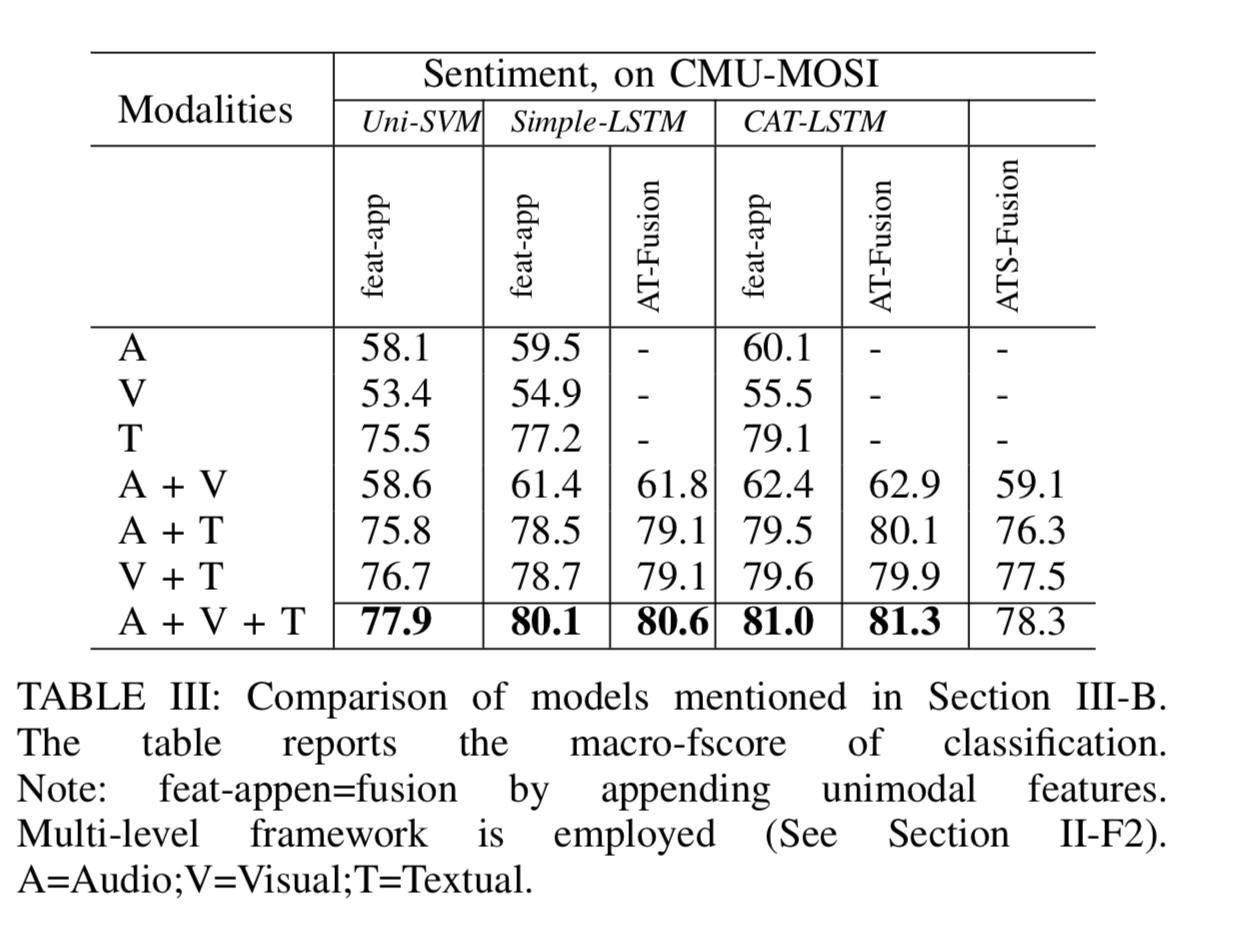 Sentiment, on CMU-MOSI
Modalities
Uni-SVM Simple-LSTM CAT-LSTM
feat-app feat-app AT-Fusion feat-app AT-Fusion ATS-Fusion
A 58.1 59.5 - 60.1 - -
V 53.4 54.9 - 55.5 - -
T 75.5 77.2 - 79.1 - -
A + V 58.6 61.4 61.8 62.4 62.9 59.1
A + T 75.8 78.5 79.1 79.5 80.1 76.3
V + T 76.7 78.7 79.1 79.6 79.9 77.5
A + V + T 77.9 80.1 80.6 81.0 81.3 78.3
TABLE III: Comparison of models mentioned in Section III-B.
The table reports the macro-fscore of classification.
Note: feat-appen=fusion by appending unimodal features.
Multi-level framework is employed (See Section II-F2).
A=Audio;V=Visual;T=Textual.